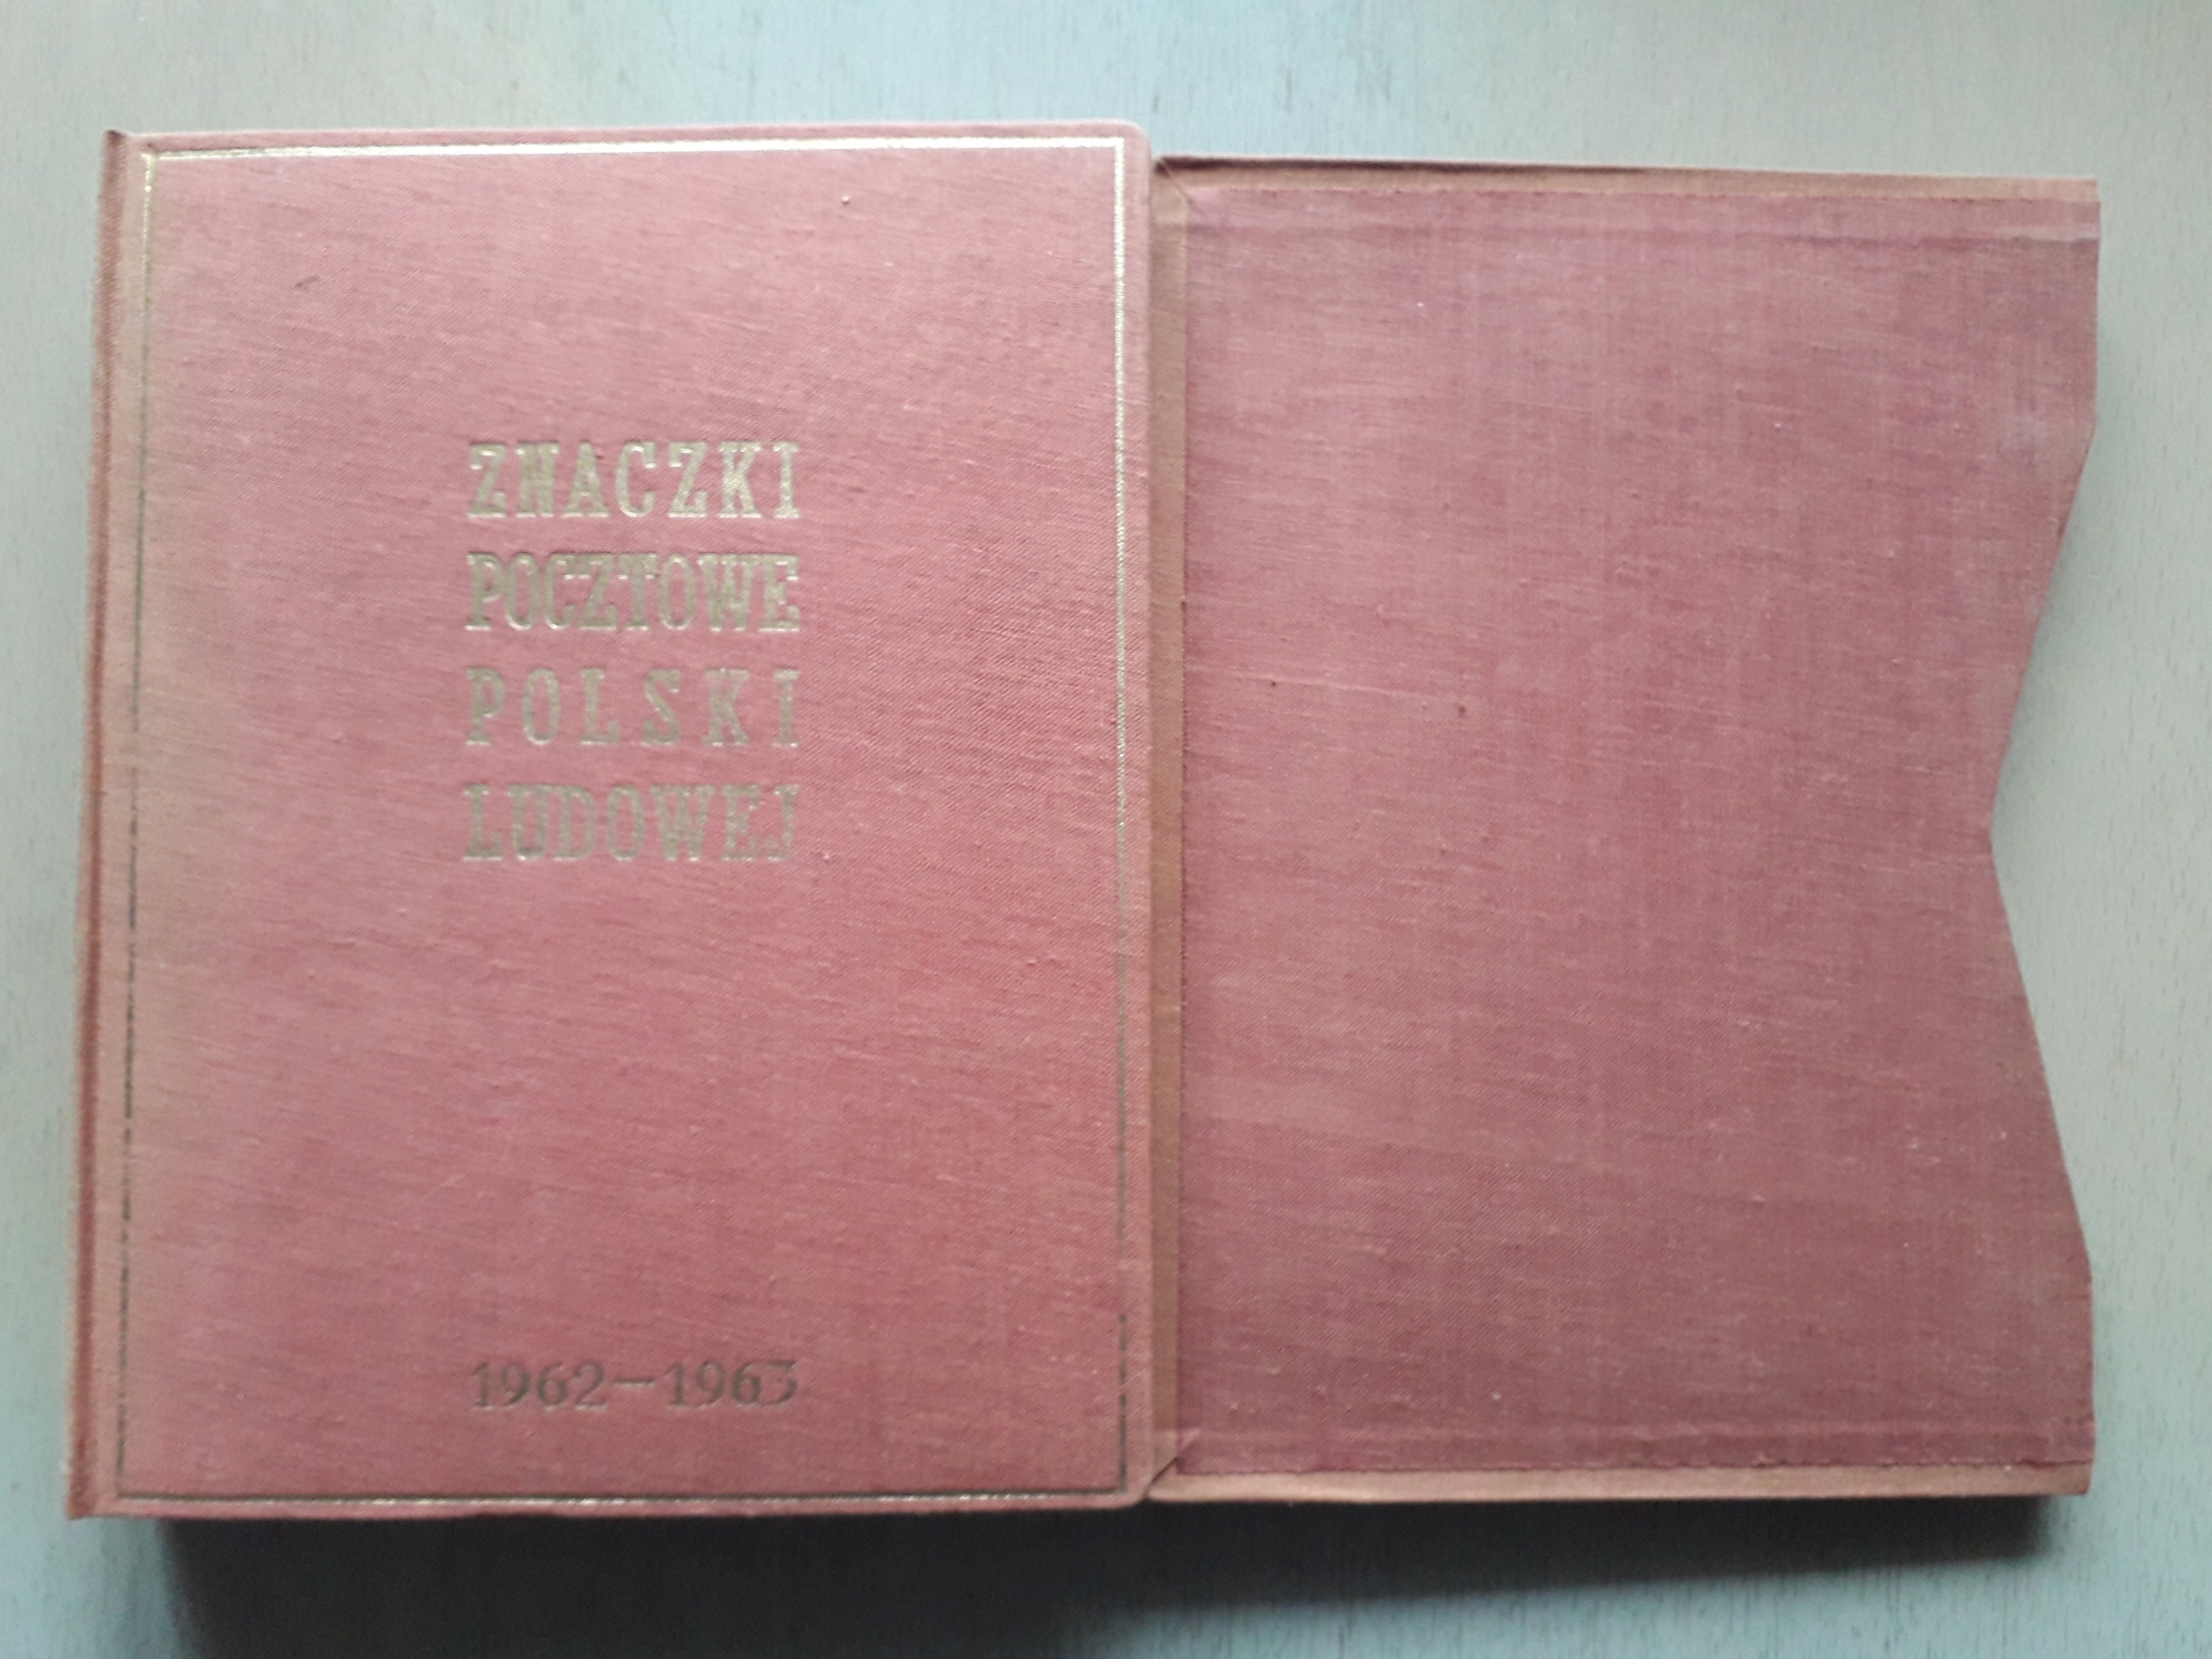 ZNACZKI
POCZTOWE
POLSKI
LUDOWEJ
1962-1963